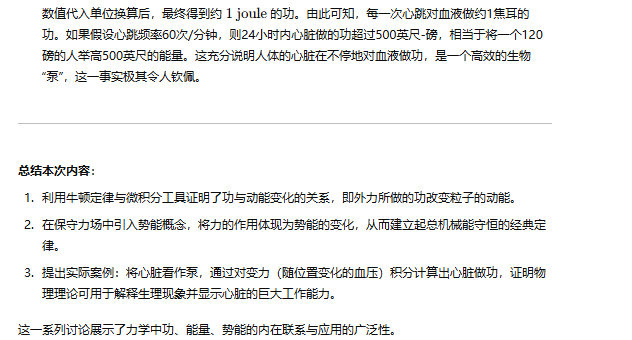 数值代入单位换算后，最终得到约 1 joule 的功。由此可知，每一次心跳对血液做约1焦耳的
功。如果假设心跳频率60次/分钟，则24小时内心脏做的功超过500英尺-磅，相当于将一个120
磅的人举高500英尺的能量。这充分说明人体的心脏在不停地对血液做功，是一个高效的生物
“泵”，这一事实极其令人钦佩。
总结本次内容：
1. 利用牛顿定律与微积分工具证明了功与动能变化的关系，即外力所做的功改变粒子的动能。
2. 在保守力场中引入势能概念，将力的作用体现为势能的变化，从而建立起总机械能守恒的经典定
律。
3. 提出实际案例：将心脏看作泵，通过对变力（随位置变化的血压）积分计算出心脏做功，证明物
理理论可用于解释生理现象并显示心脏的巨大工作能力。
这一系列讨论展示了力学中功、能量、势能的内在联系与应用的广泛性。